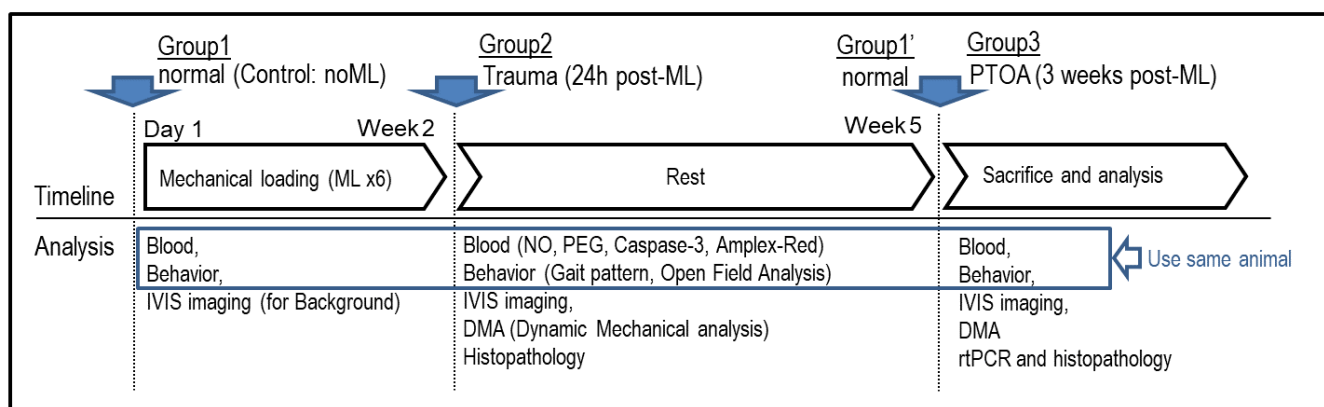 Group1
normal (Control: noML)
Group2
Trauma (24h post-ML)
Group1’
normal
Group3
PTOA (3 weeks post-ML)
Day 1
Week 2
Week 5
Timeline
Mechanical loading (ML x6)
Rest
Sacrifice and analysis
Analysis
Blood,
Behavior,
IVIS imaging (for Background)
Blood (NO, PEG, Caspase-3, Amplex-Red)
Behavior (Gait pattern, Open Field Analysis)
IVIS imaging,
DMA (Dynamic Mechanical analysis)
Histopathology
Blood,
Behavior,
IVIS imaging,
DMA
rtPCR and histopathology
Use same animal